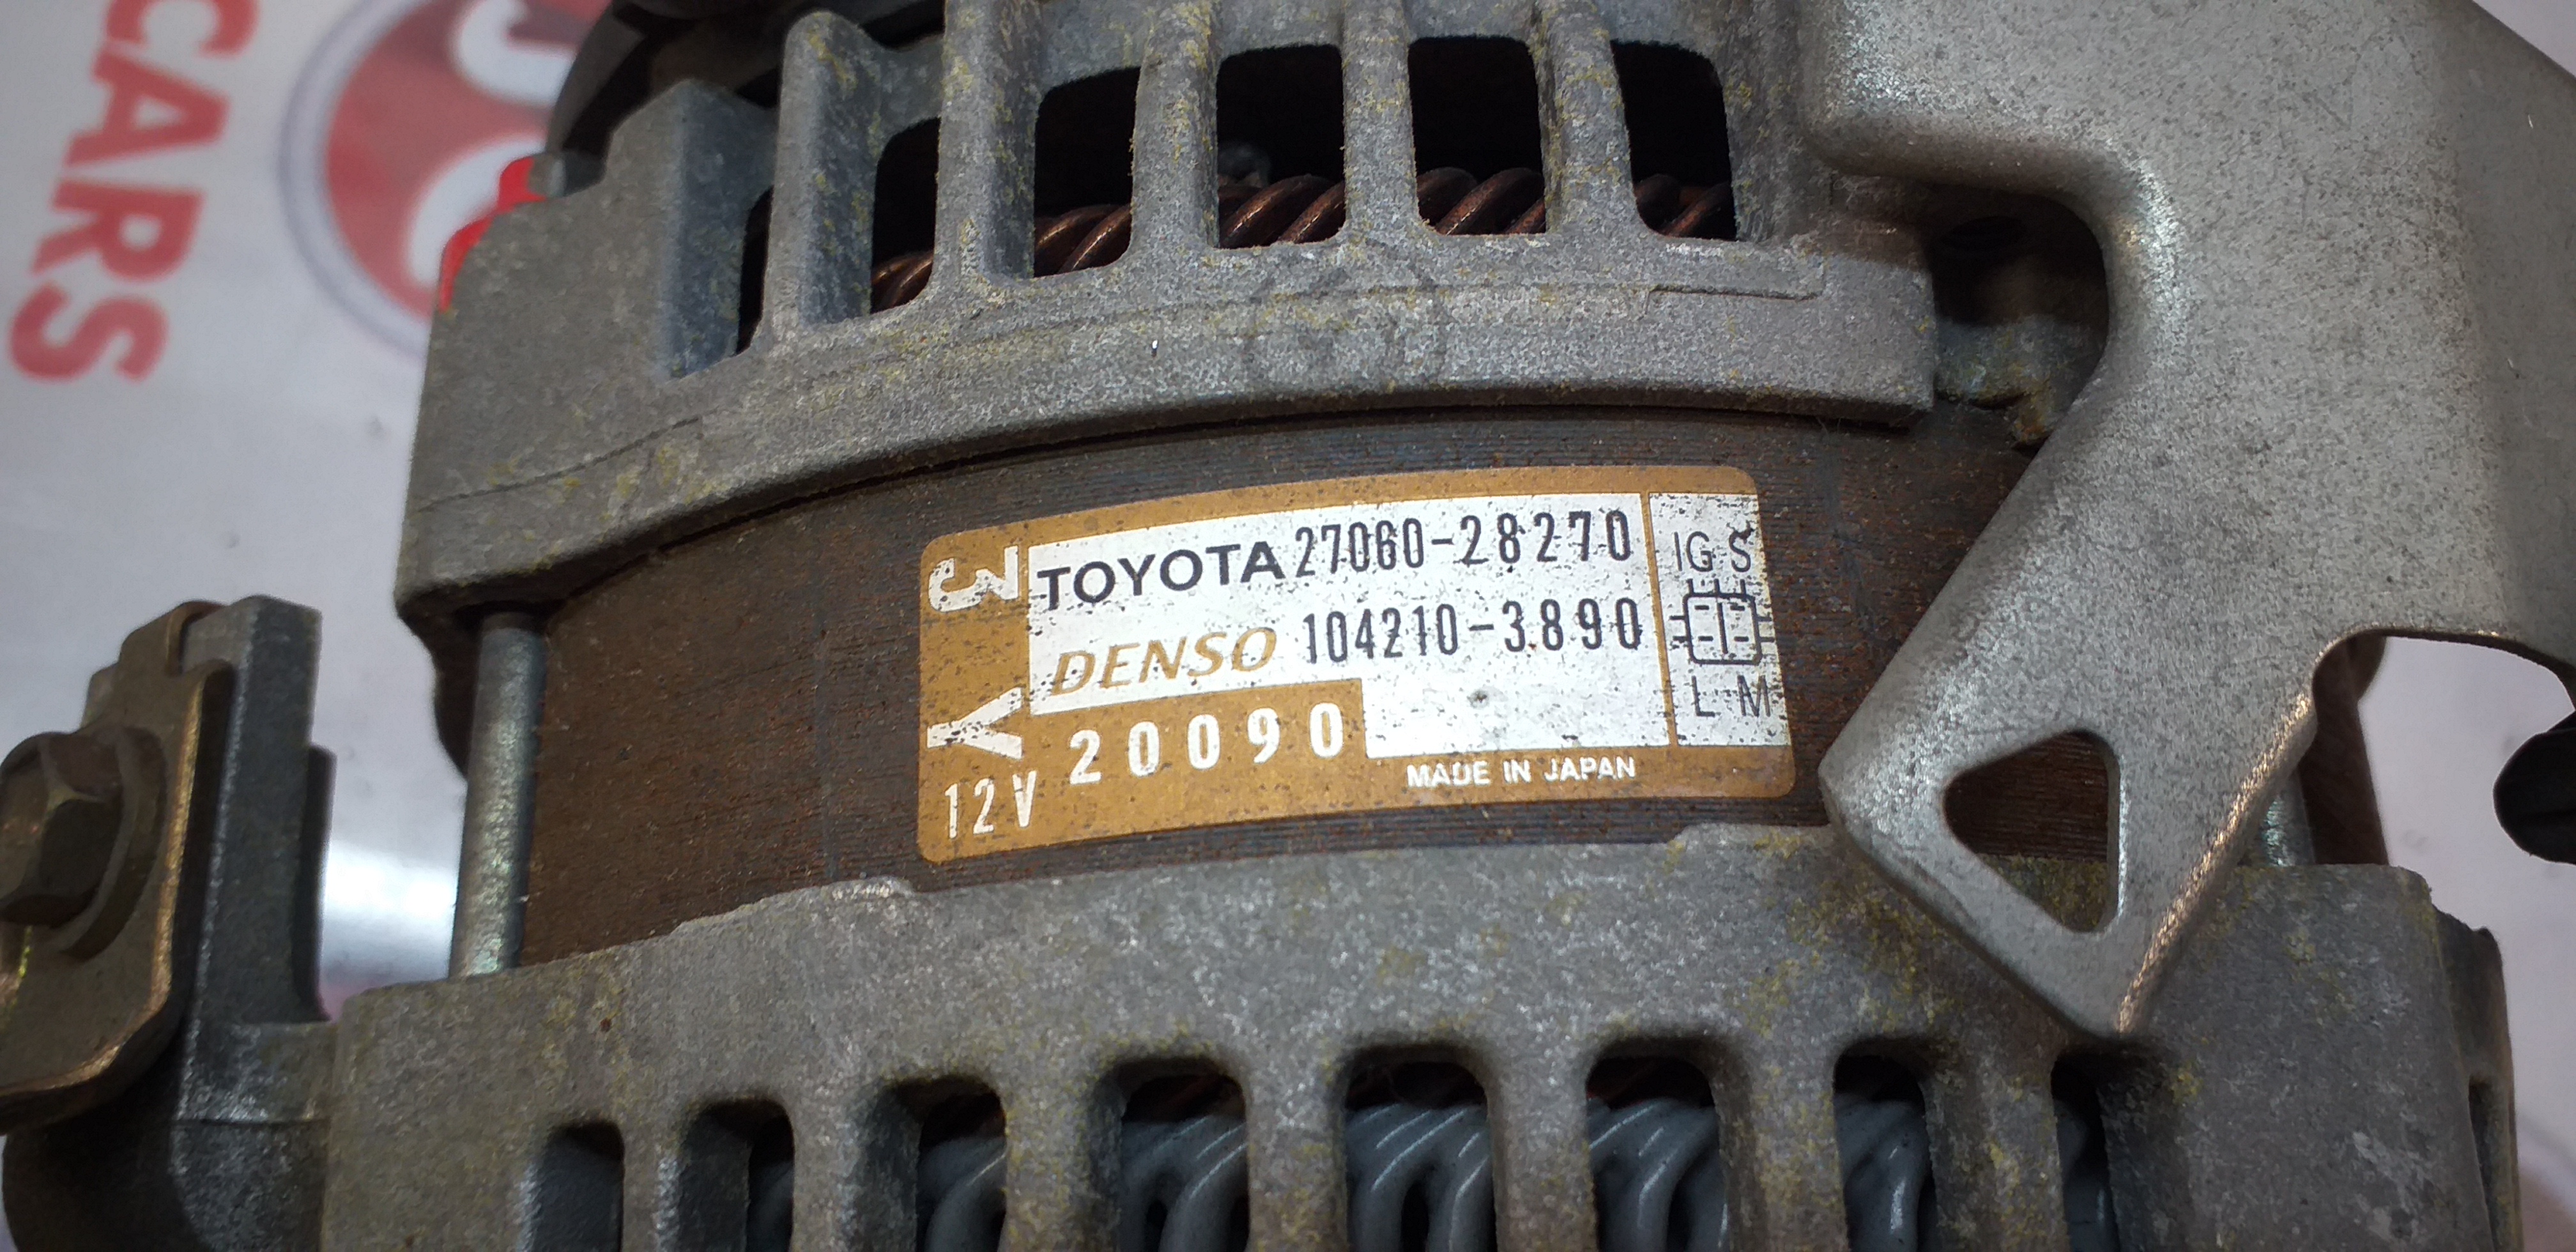 CARS
TOYOTA 27060-28270
DENSO 104210-3890
12V 20090
MADE IN JAPAN
IG S
L M